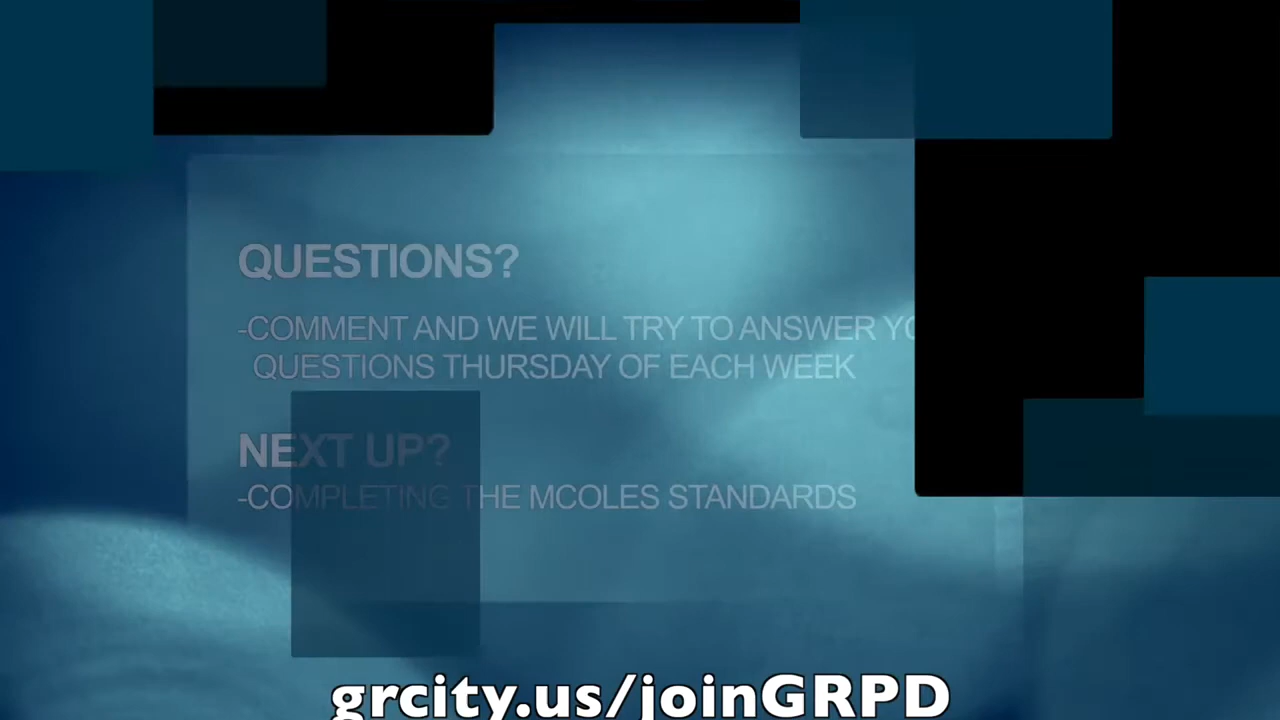 QUESTIONS?
-COMMENT AND WE WILL TRY TO ANSWER
QUESTIONS THURSDAY OF EACH WEEK
NEXT UP?
-COMPLETING THE MCOLES STANDARDS
grcity.us/joinGRPD